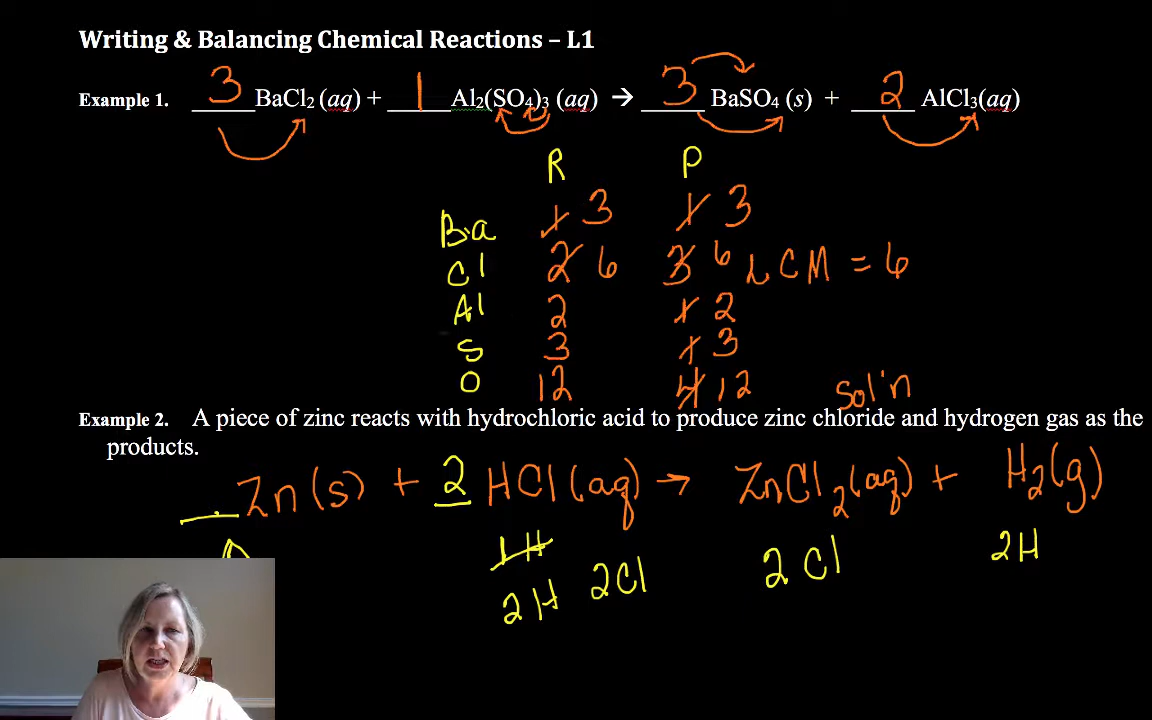 Writing & Balancing Chemical Reactions – L1
Example 1. 3 BaCl₂ (aq) + 1 Al₂(SO₄)₃ (aq) → 3 BaSO₄ (s) + 2 AlCl₃(aq)
R P
Ba 1 3 1 3
Cl 2 6 3 6 LCM = 6
Al 2 1 2
S 3 1 3
O 12 4 12
Sol'n
Example 2. A piece of zinc reacts with hydrochloric acid to produce zinc chloride and hydrogen gas as the
products.
__ Zn(s) + 2 HCl(aq) → ZnCl₂(aq) + H₂(g)
1H 2Cl 2Cl 2H
2H